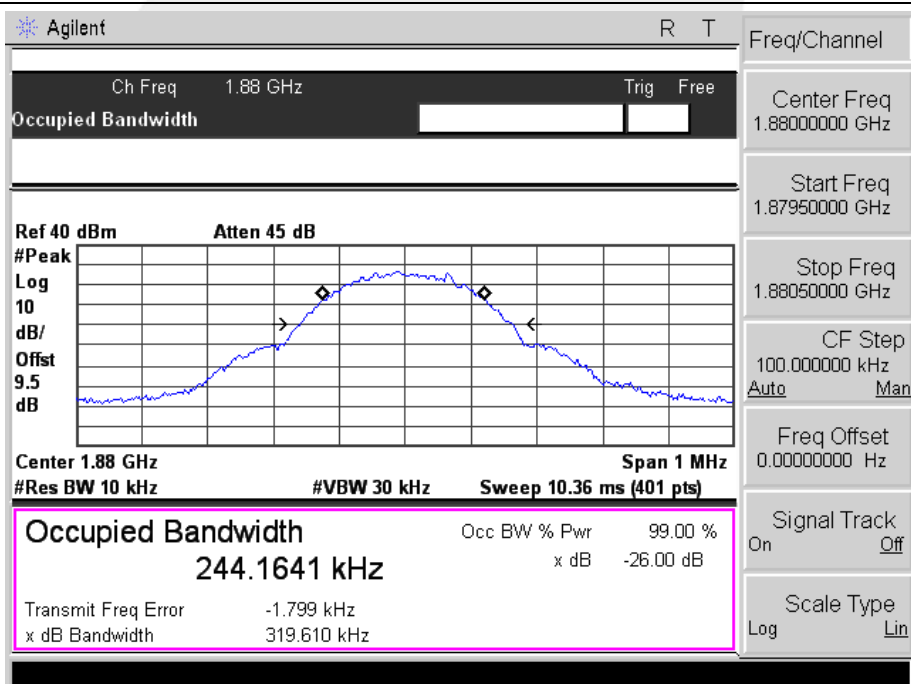 Agilent R T
Ch Freq 1.88 GHz Trig Free
Occupied Bandwidth
Ref 40 dBm Atten 45 dB
#Peak
Log
10
dB/
Offst
9.5
dB
Center 1.88 GHz Span 1 MHz
#Res BW 10 kHz #VBW 30 kHz Sweep 10.36 ms (401 pts)
Occupied Bandwidth
244.1641 kHz
Occ BW % Pwr 99.00 %
x dB -26.00 dB
Transmit Freq Error -1.799 kHz
x dB Bandwidth 319.610 kHz
Freq/Channel
Center Freq
1.88000000 GHz
Start Freq
1.87950000 GHz
Stop Freq
1.88050000 GHz
CF Step
100.000000 kHz
Auto Man
Freq Offset
0.00000000 Hz
Signal Track
On Off
Scale Type
Log Lin